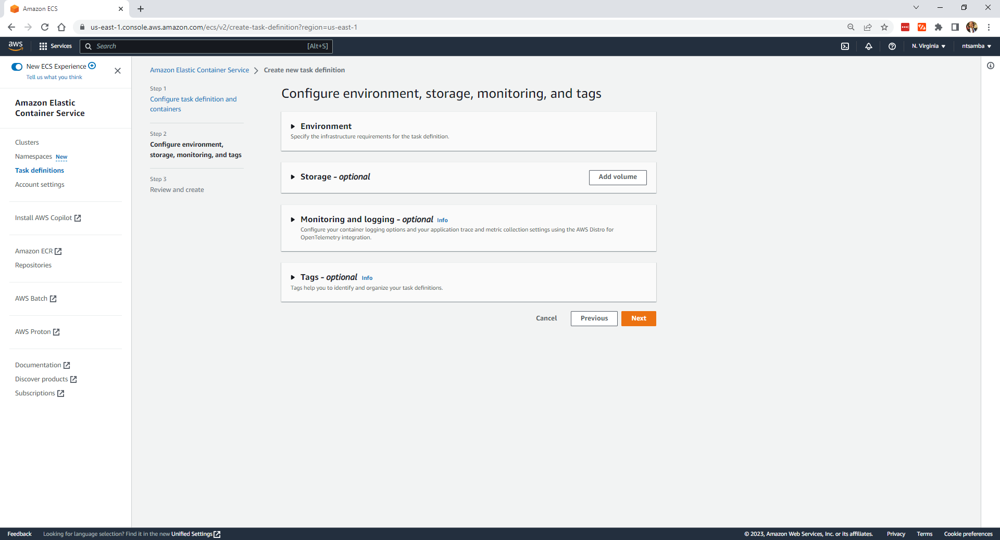 Amazon ECS
us-east-1.console.aws.amazon.com/ecs/v2/create-task-definition?region=us-east-1
aws
Services
Search
[Alt+S]
N. Virginia
ntsamba
New ECS Experience
Tell us what you think
Amazon Elastic
Container Service
Clusters
Namespaces New
Task definitions
Account settings
Install AWS Copilot
Amazon ECR
Repositories
AWS Batch
AWS Proton
Documentation
Discover products
Subscriptions
Amazon Elastic Container Service
Create new task definition
Step 1
Configure task definition and
containers
Step 2
Configure environment,
storage, monitoring, and tags
Step 3
Review and create
Configure environment, storage, monitoring, and tags
Environment
Specify the infrastructure requirements for the task definition.
Storage - optional
Add volume
Monitoring and logging - optional Info
Configure your container logging options and your application trace and metric collection settings using the AWS Distro for
OpenTelemetry integration.
Tags - optional Info
Tags help you to identify and organize your task definitions.
Cancel
Previous
Next
Feedback
Looking for language selection? Find it in the new Unified Settings
© 2023, Amazon Web Services, Inc. or its affiliates.
Privacy
Terms
Cookie preferences